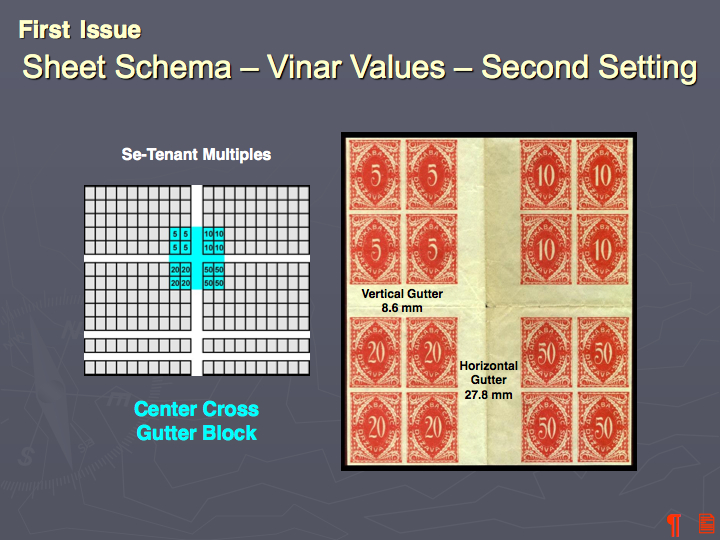 First Issue
Sheet Schema – Vinar Values – Second Setting
Se-Tenant Multiples
5 5 10 10
5 5 10 10
20 20 50 50
20 20 50 50
Center Cross
Gutter Block
5 5 10 10
5 5 10 10
Vertical Gutter
8.6 mm
20 20 50 50
Horizontal
Gutter
27.8 mm
20 20 50 50
¶